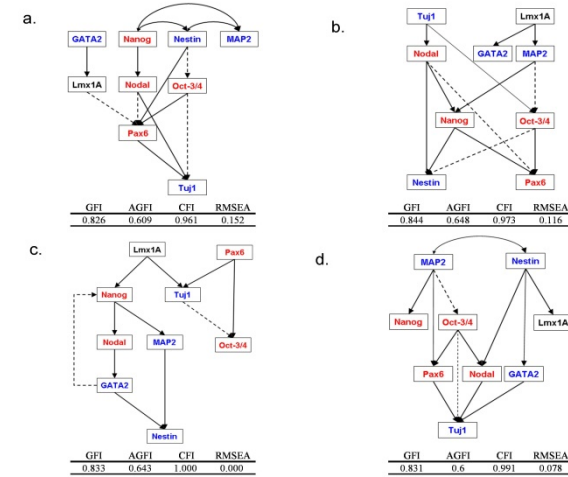 a.
GATA2 Nanog Nestin MAP2
Lmx1A Nodal Oct-3/4
Pax6
Tuj1
GFI AGFI CFI RMSEA
0.826 0.609 0.961 0.152
b.
Tuj1 Lmx1A
Nodal GATA2 MAP2
Nanog Oct-3/4
Nestin Pax6
GFI AGFI CFI RMSEA
0.844 0.648 0.973 0.116
c.
Lmx1A Pax6
Nanog Tuj1
Nodal MAP2 Oct-3/4
GATA2
Nestin
GFI AGFI CFI RMSEA
0.833 0.643 1.000 0.000
d.
MAP2 Nestin
Nanog Oct-3/4 Lmx1A
Pax6 Nodal GATA2
Tuj1
GFI AGFI CFI RMSEA
0.831 0.6 0.991 0.078